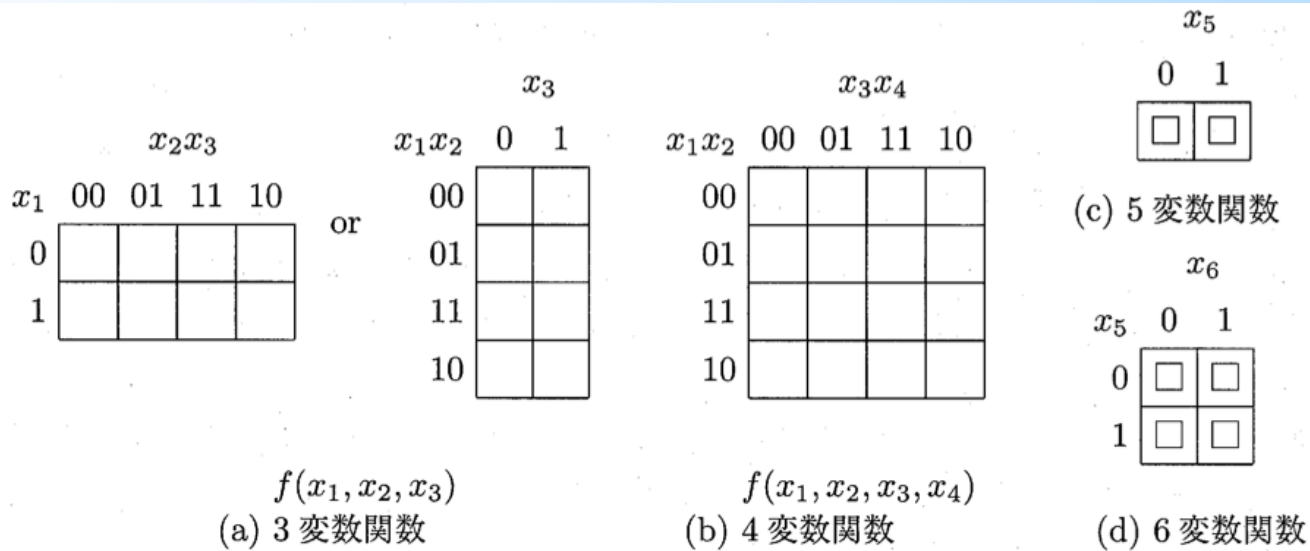 x₂x₃
x₁ 00 01 11 10
0
1
or
x₃
x₁x₂ 0 1
00
01
11
10
f(x₁, x₂, x₃)
(a) 3 変数関数
x₃x₄
x₁x₂ 00 01 11 10
00
01
11
10
f(x₁, x₂, x₃, x₄)
(b) 4 変数関数
x₅
0 1
(c) 5 変数関数
x₆
x₅ 0 1
0
1
(d) 6 変数関数